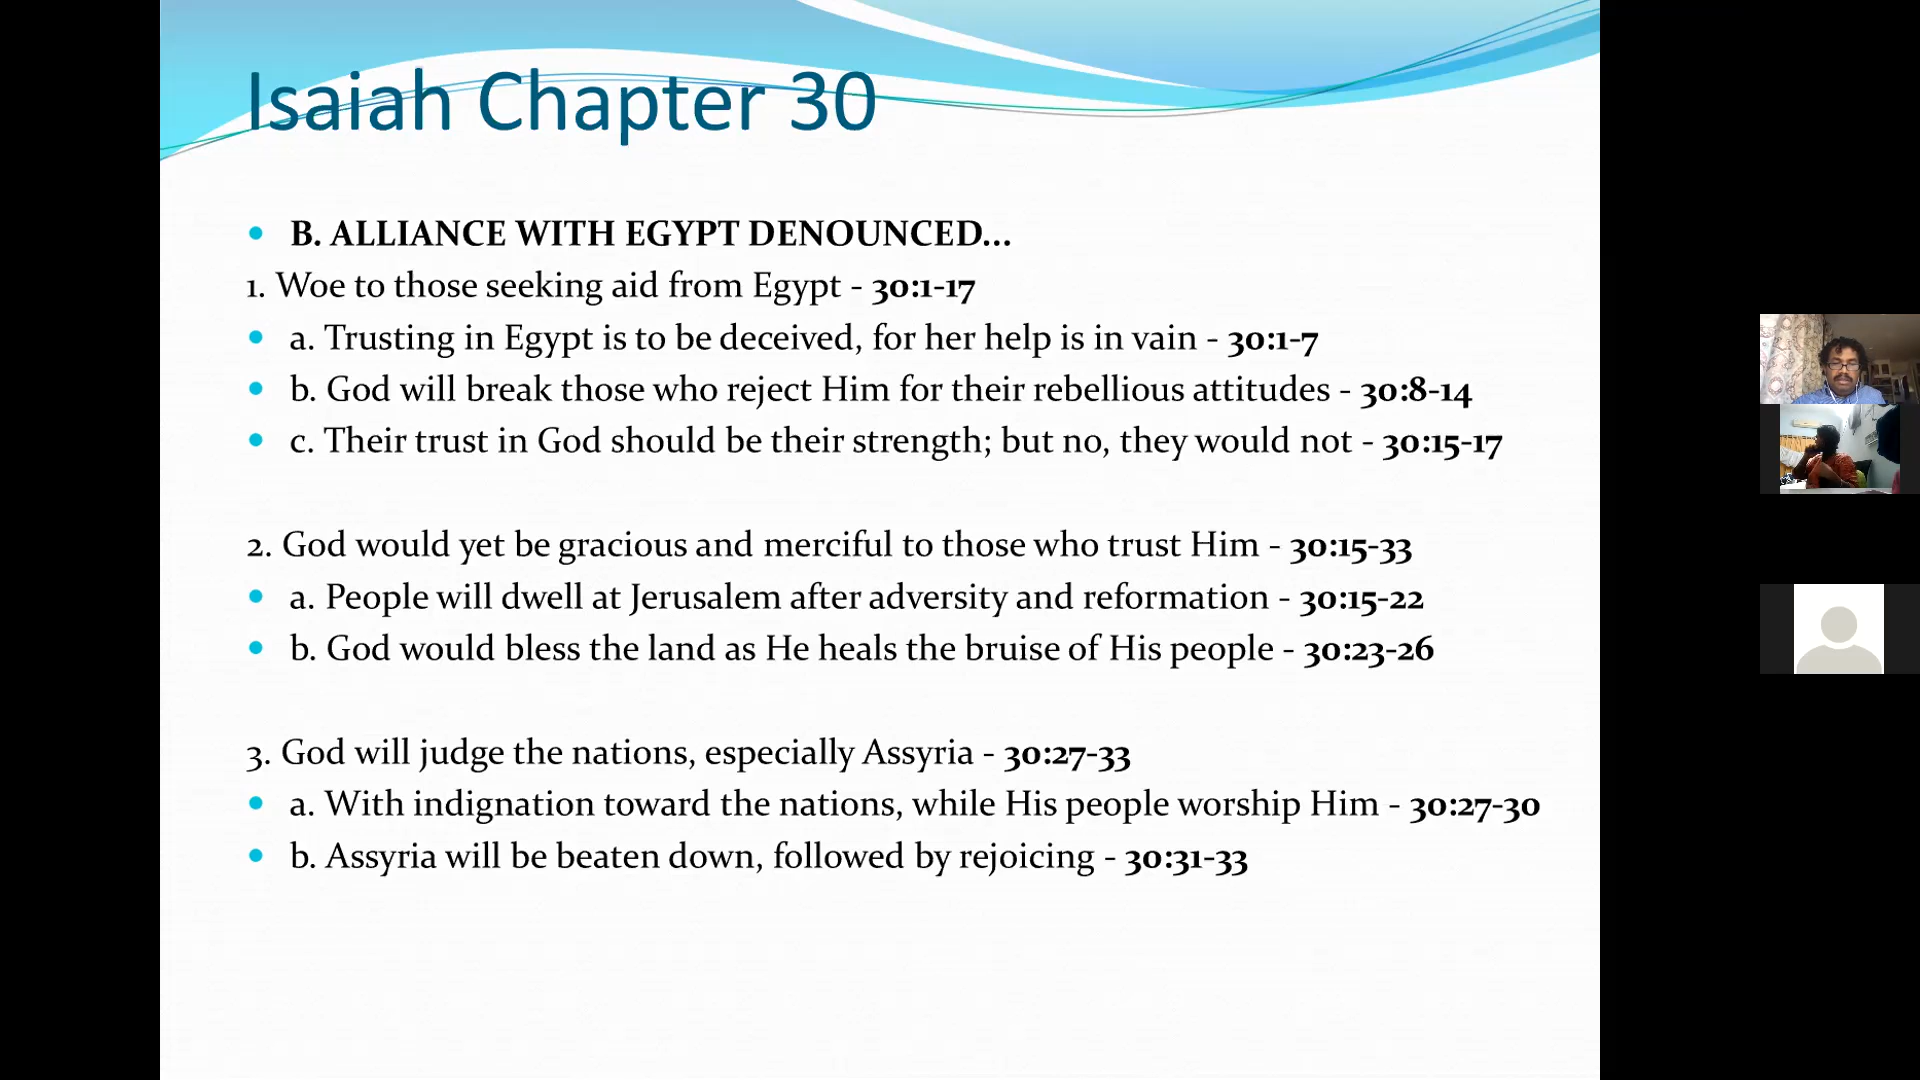 Isaiah Chapter 30
• B. ALLIANCE WITH EGYPT DENOUNCED...
1. Woe to those seeking aid from Egypt - 30:1-17
• a. Trusting in Egypt is to be deceived, for her help is in vain - 30:1-7
• b. God will break those who reject Him for their rebellious attitudes - 30:8-14
• c. Their trust in God should be their strength; but no, they would not - 30:15-17
2. God would yet be gracious and merciful to those who trust Him - 30:15-33
• a. People will dwell at Jerusalem after adversity and reformation - 30:15-22
• b. God would bless the land as He heals the bruise of His people - 30:23-26
3. God will judge the nations, especially Assyria - 30:27-33
• a. With indignation toward the nations, while His people worship Him - 30:27-30
• b. Assyria will be beaten down, followed by rejoicing - 30:31-33